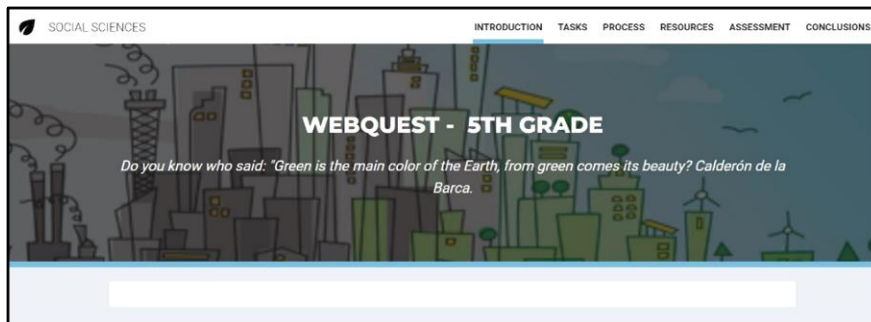 SOCIAL SCIENCES
INTRODUCTION TASKS PROCESS RESOURCES ASSESSMENT CONCLUSIONS
WEBQUEST - 5TH GRADE
Do you know who said: "Green is the main color of the Earth, from green comes its beauty? Calderón de la
Barca.